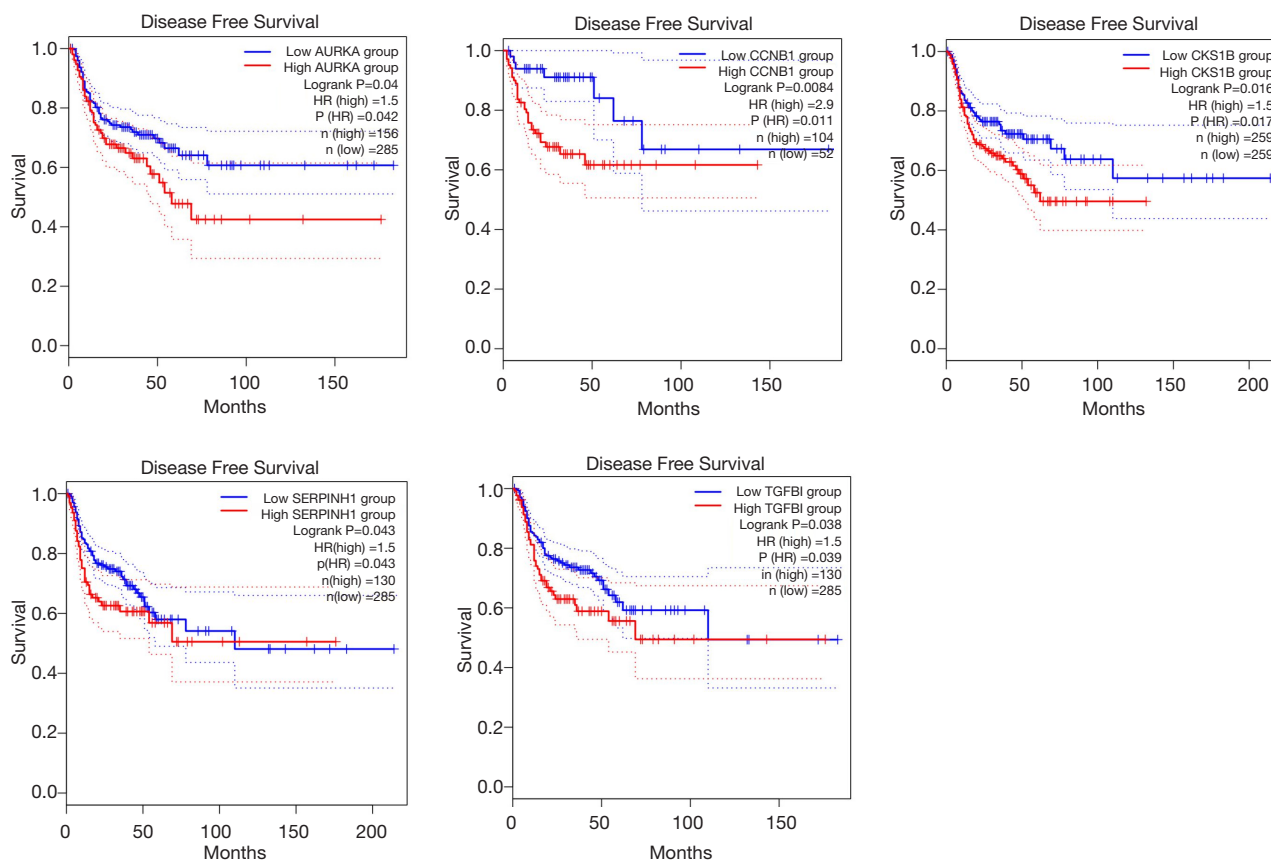 Disease Free Survival
Low AURKA group
High AURKA group
Logrank P=0.04
HR (high) =1.5
P (HR) =0.042
n (high) =156
n (low) =285
1.0
0.8
0.6
0.4
0.2
0.0
Survival
0 50 100 150
Months
Disease Free Survival
Low CCNB1 group
High CCNB1 group
Logrank P=0.0084
HR (high) =2.9
P (HR) =0.011
n (high) =104
n (low) =52
1.0
0.8
0.6
0.4
0.2
0.0
Survival
0 50 100 150
Months
Disease Free Survival
Low CKS1B group
High CKS1B group
Logrank P=0.016
HR (high) =1.5
P (HR) =0.017
n (high) =259
n (low) =259
1.0
0.8
0.6
0.4
0.2
0.0
Survival
0 50 100 150 200
Months
Disease Free Survival
Low SERPINH1 group
High SERPINH1 group
Logrank P=0.043
HR(high) =1.5
p(HR) =0.043
n(high) =130
n(low) =285
1.0
0.8
0.6
0.4
0.2
0.0
Survival
0 50 100 150 200
Months
Disease Free Survival
Low TGFBI group
High TGFBI group
Logrank P=0.038
HR (high) =1.5
P (HR) =0.039
in (high) =130
n (low) =285
1.0
0.8
0.6
0.4
0.2
0.0
Survival
0 50 100 150
Months